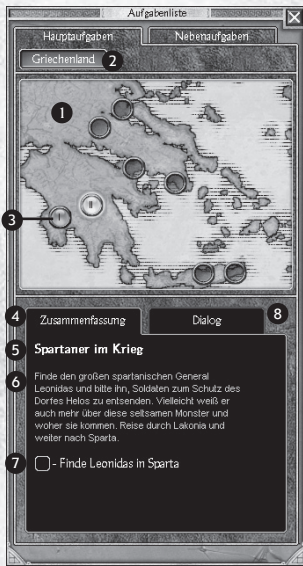 Aufgabenliste
Hauptaufgaben
Nebenaufgaben
Griechenland
2
1
3
I
II
4
Zusammenfassung
Dialog
8
5
Spartaner im Krieg
6
Finde den großen spartanischen General
Leonidas und bitte ihn, Soldaten zum Schutz des
Dorfes Helos zu entsenden. Vielleicht weiß er
auch mehr über diese seltsamen Monster und
woher sie kommen. Reise durch Lakonia und
weiter nach Sparta.
7
- Finde Leonidas in Sparta